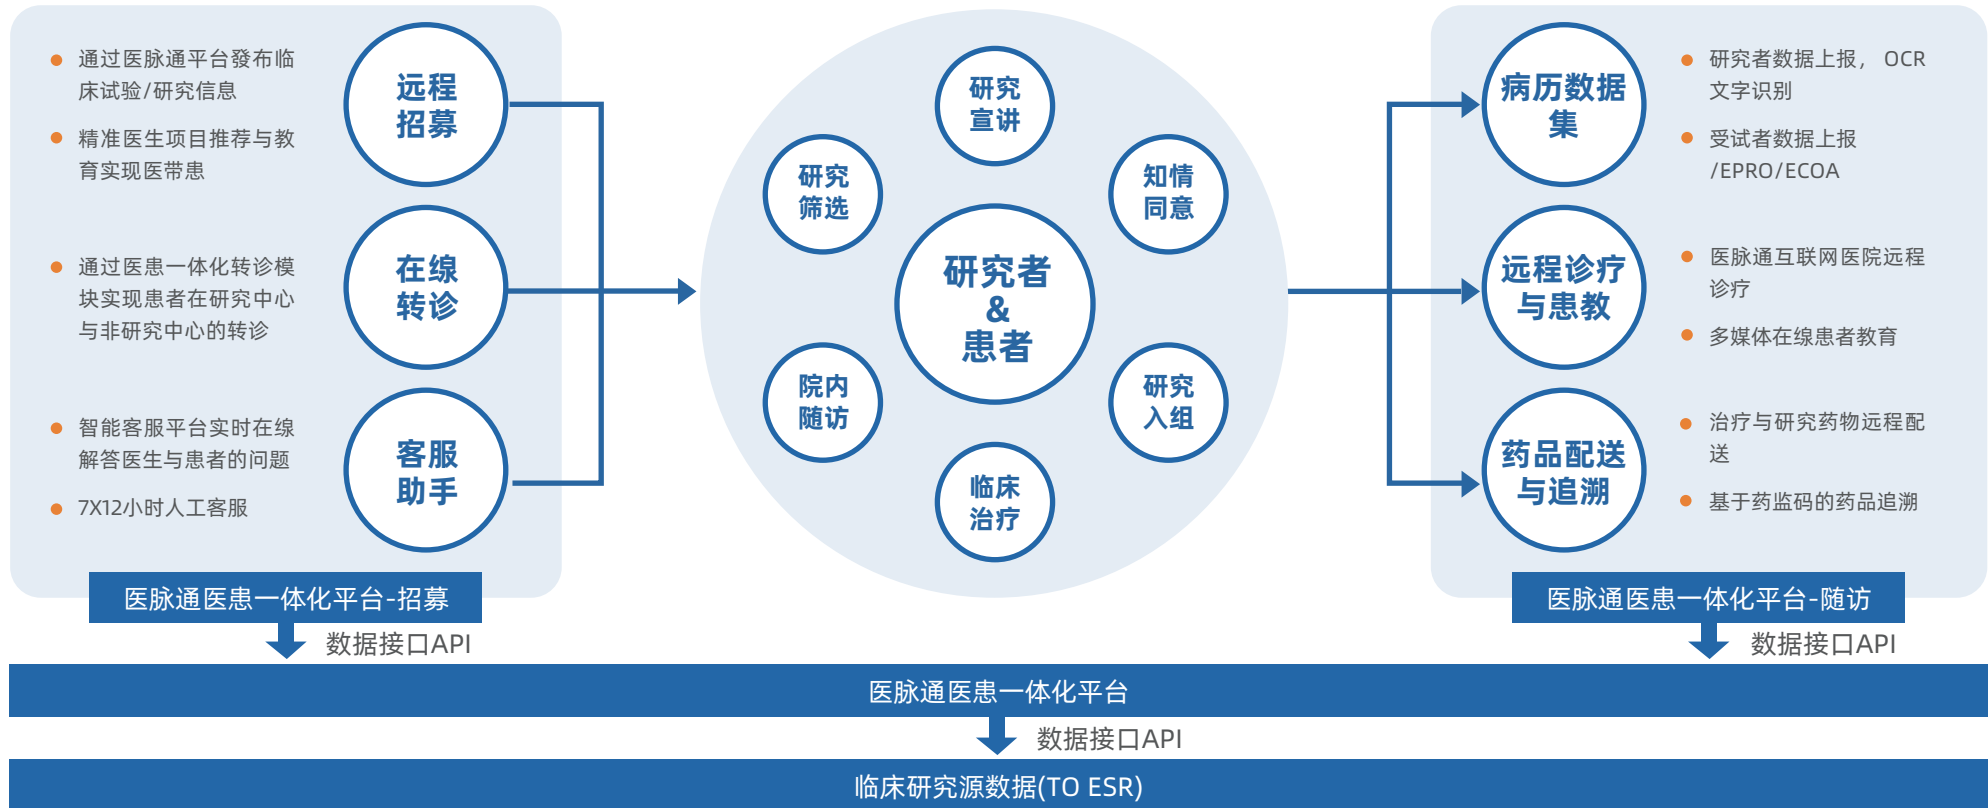 通过医脉通平台發布临
床试验/研究信息
精准医生项目推荐与教
育实现医带患
远程
招募
通过医患一体化转诊模
块实现患者在研究中心
与非研究中心的转诊
在缐
转诊
智能客服平台实时在缐
解答医生与患者的问题
7X12小时人工客服
客服
助手
医脉通医患一体化平台-招募
数据接口API
研究
宣讲
研究
筛选
知情
同意
研究者
&
患者
院内
随访
研究
入组
临床
治疗
病历数据
集
研究者数据上报， OCR
文字识别
受试者数据上报
/EPRO/ECOA
远程诊疗
与患教
医脉通互联网医院远程
诊疗
多媒体在缐患者教育
药品配送
与追溯
治疗与研究药物远程配
送
基于药监码的药品追溯
医脉通医患一体化平台-随访
数据接口API
医脉通医患一体化平台
数据接口API
临床研究源数据(TO ESR)